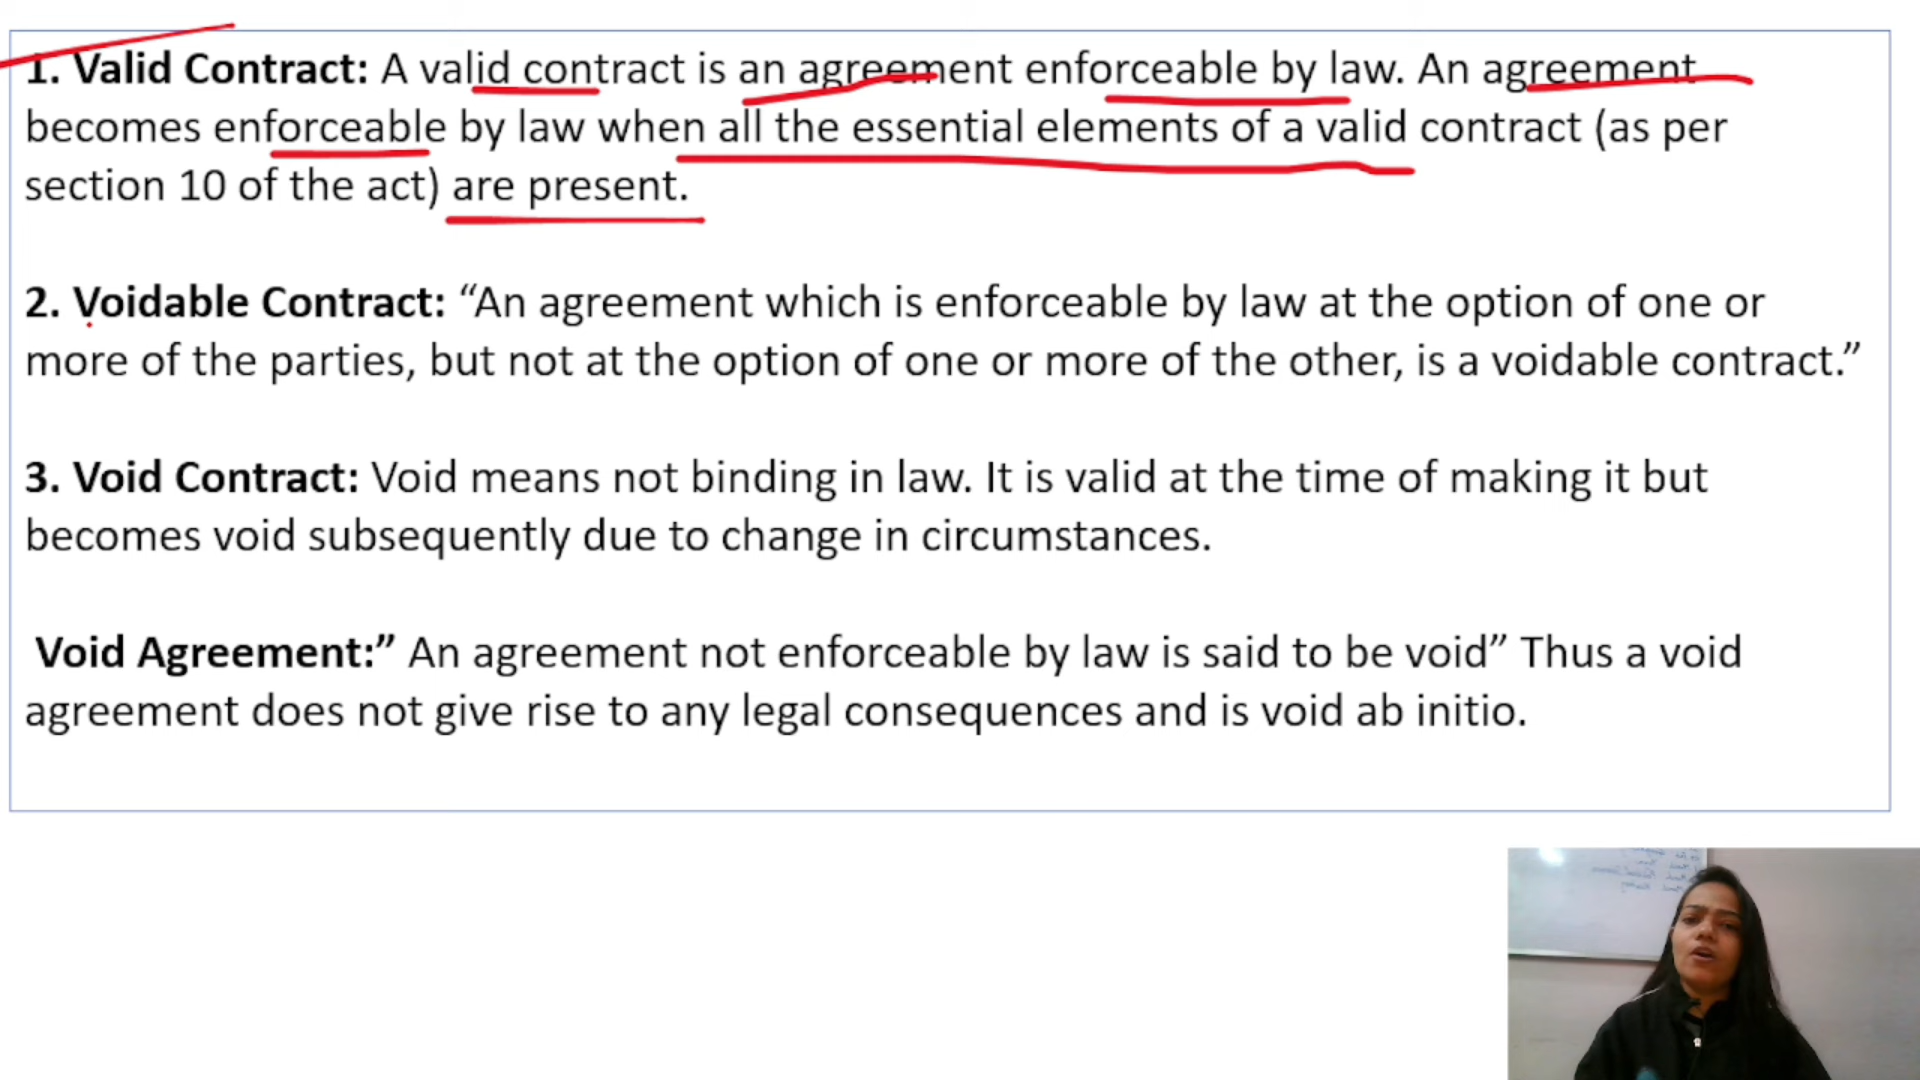 1. Valid Contract: A valid contract is an agreement enforceable by law. An agreement
becomes enforceable by law when all the essential elements of a valid contract (as per
section 10 of the act) are present.
2. Voidable Contract: “An agreement which is enforceable by law at the option of one or
more of the parties, but not at the option of one or more of the other, is a voidable contract.”
3. Void Contract: Void means not binding in law. It is valid at the time of making it but
becomes void subsequently due to change in circumstances.
Void Agreement:” An agreement not enforceable by law is said to be void” Thus a void
agreement does not give rise to any legal consequences and is void ab initio.